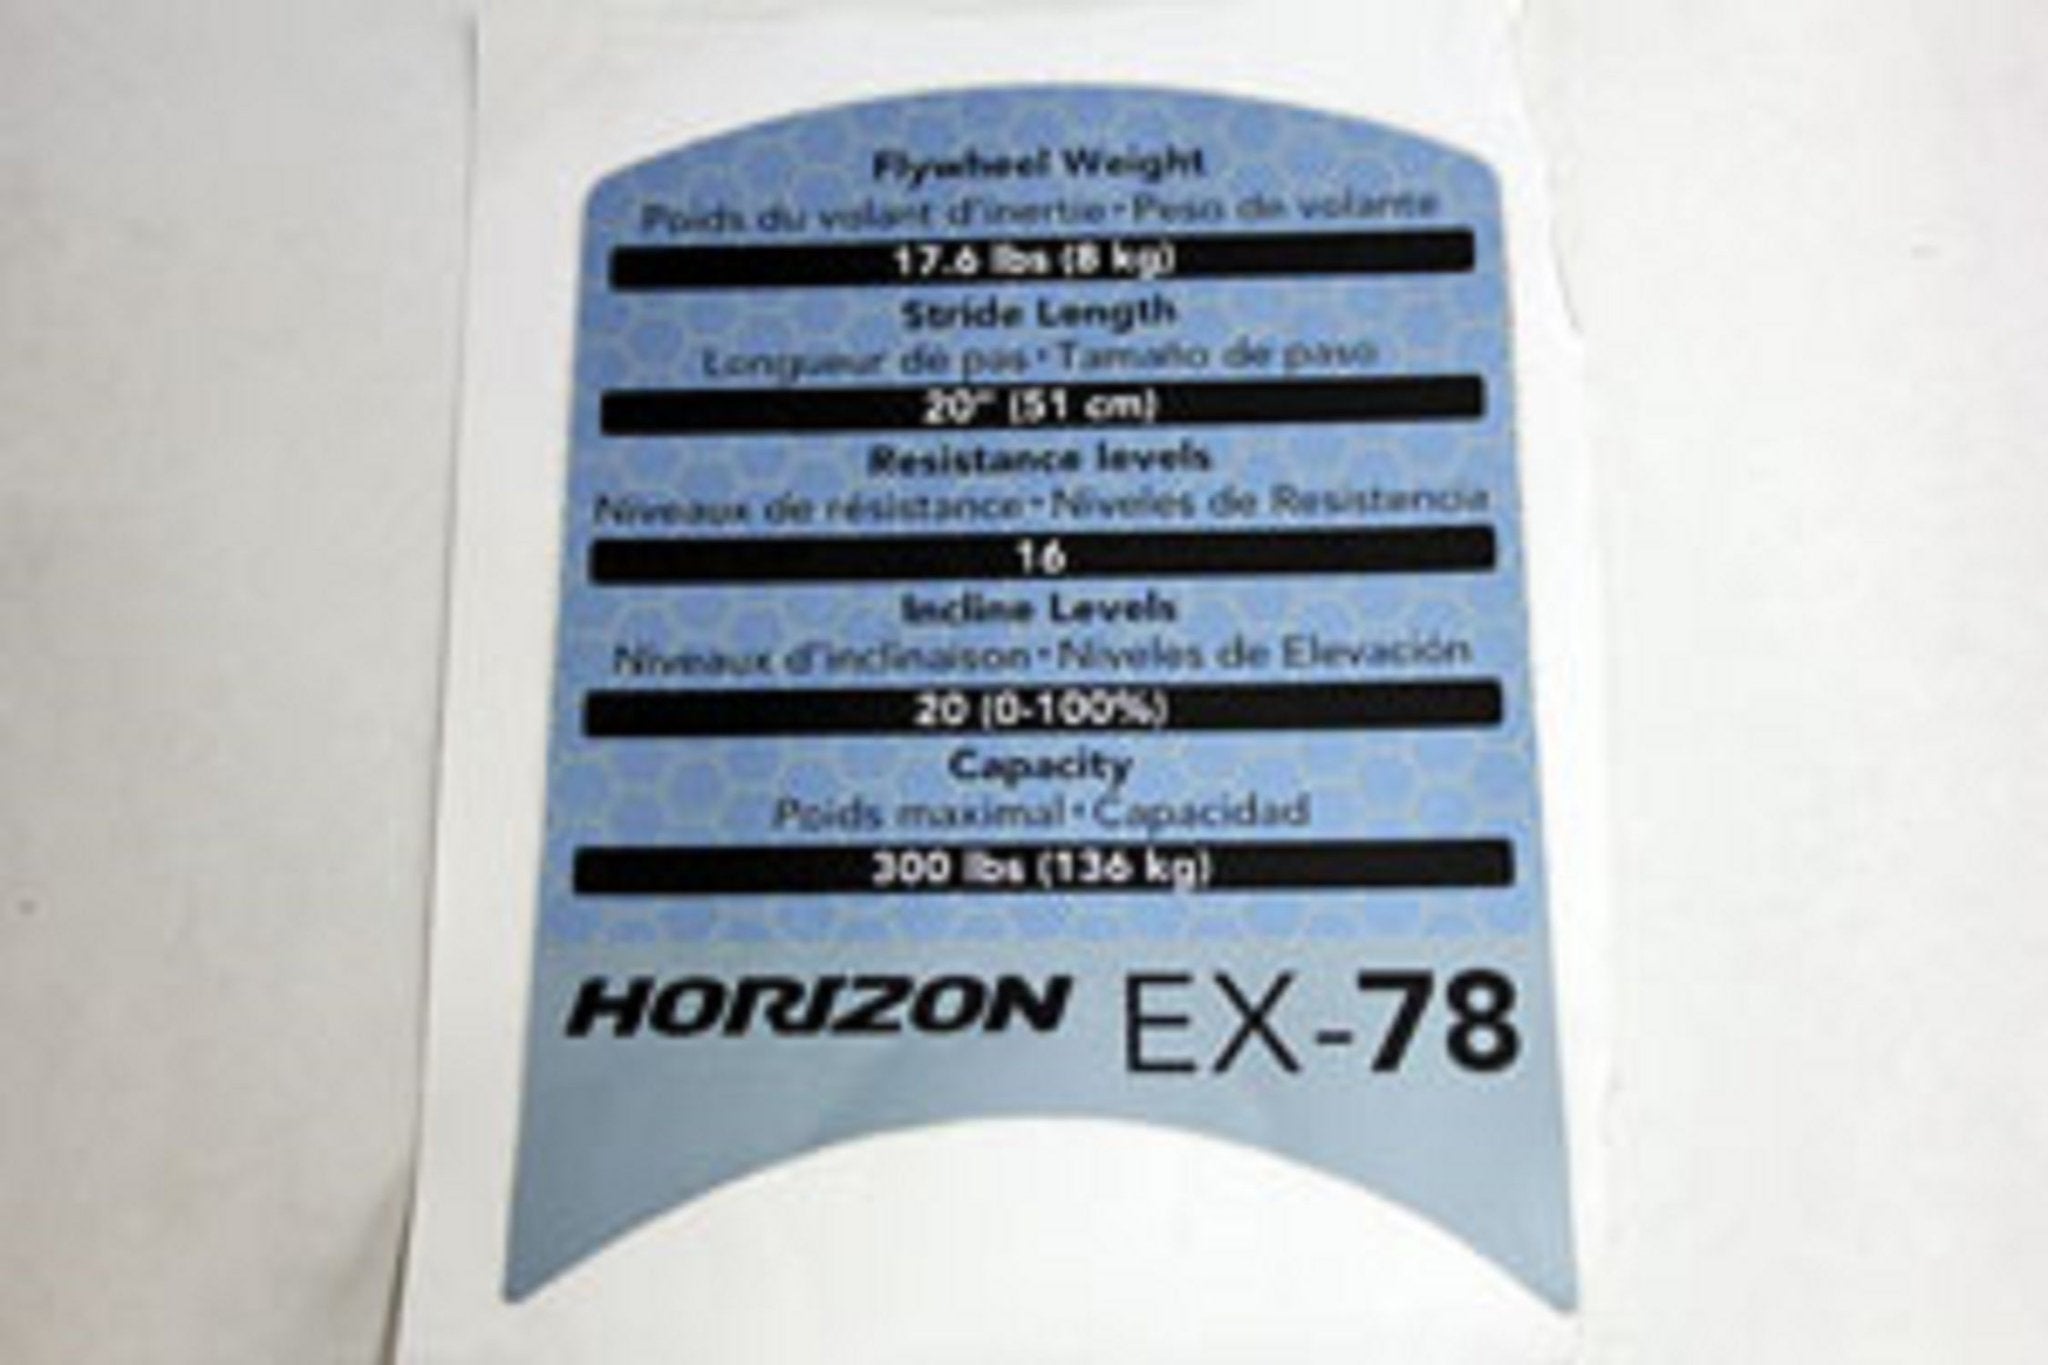 Flywheel Weight
Poids du volant d'inertie • Peso de volante
17.6 lbs (8 kg)
Stride Length
Longueur de pas • Tamaño de paso
20" (51 cm)
Resistance levels
Niveaux de résistance • Niveles de Resistencia
16
Incline Levels
Niveaux d'inclinaison • Niveles de Elevación
20 (0-100%)
Capacity
Poids maximal • Capacidad
300 lbs (136 kg)
HORIZON EX-78